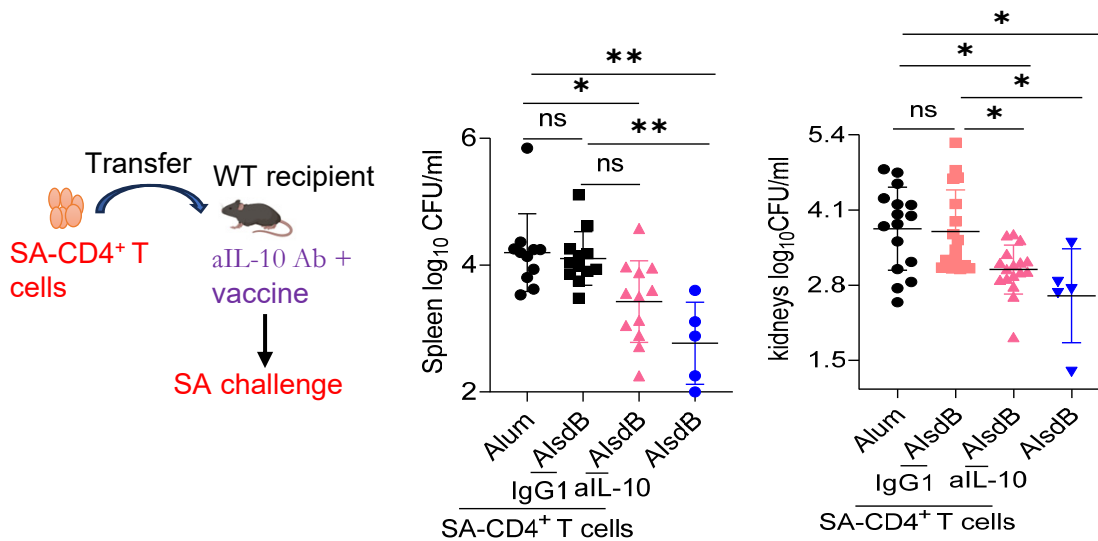 Transfer
WT recipient
SA-CD4⁺ T
cells
aIL-10 Ab +
vaccine
SA challenge
Spleen log₁₀ CFU/ml
6
4
2
**
*
ns
**
ns
Alum
AIsdB
AIsdB
AIsdB
IgG1
aIL-10
SA-CD4⁺ T cells
kidneys log₁₀CFU/ml
5.4
4.1
2.8
1.5
*
*
*
ns
*
Alum
AIsdB
AIsdB
AIsdB
IgG1
aIL-10
SA-CD4⁺ T cells